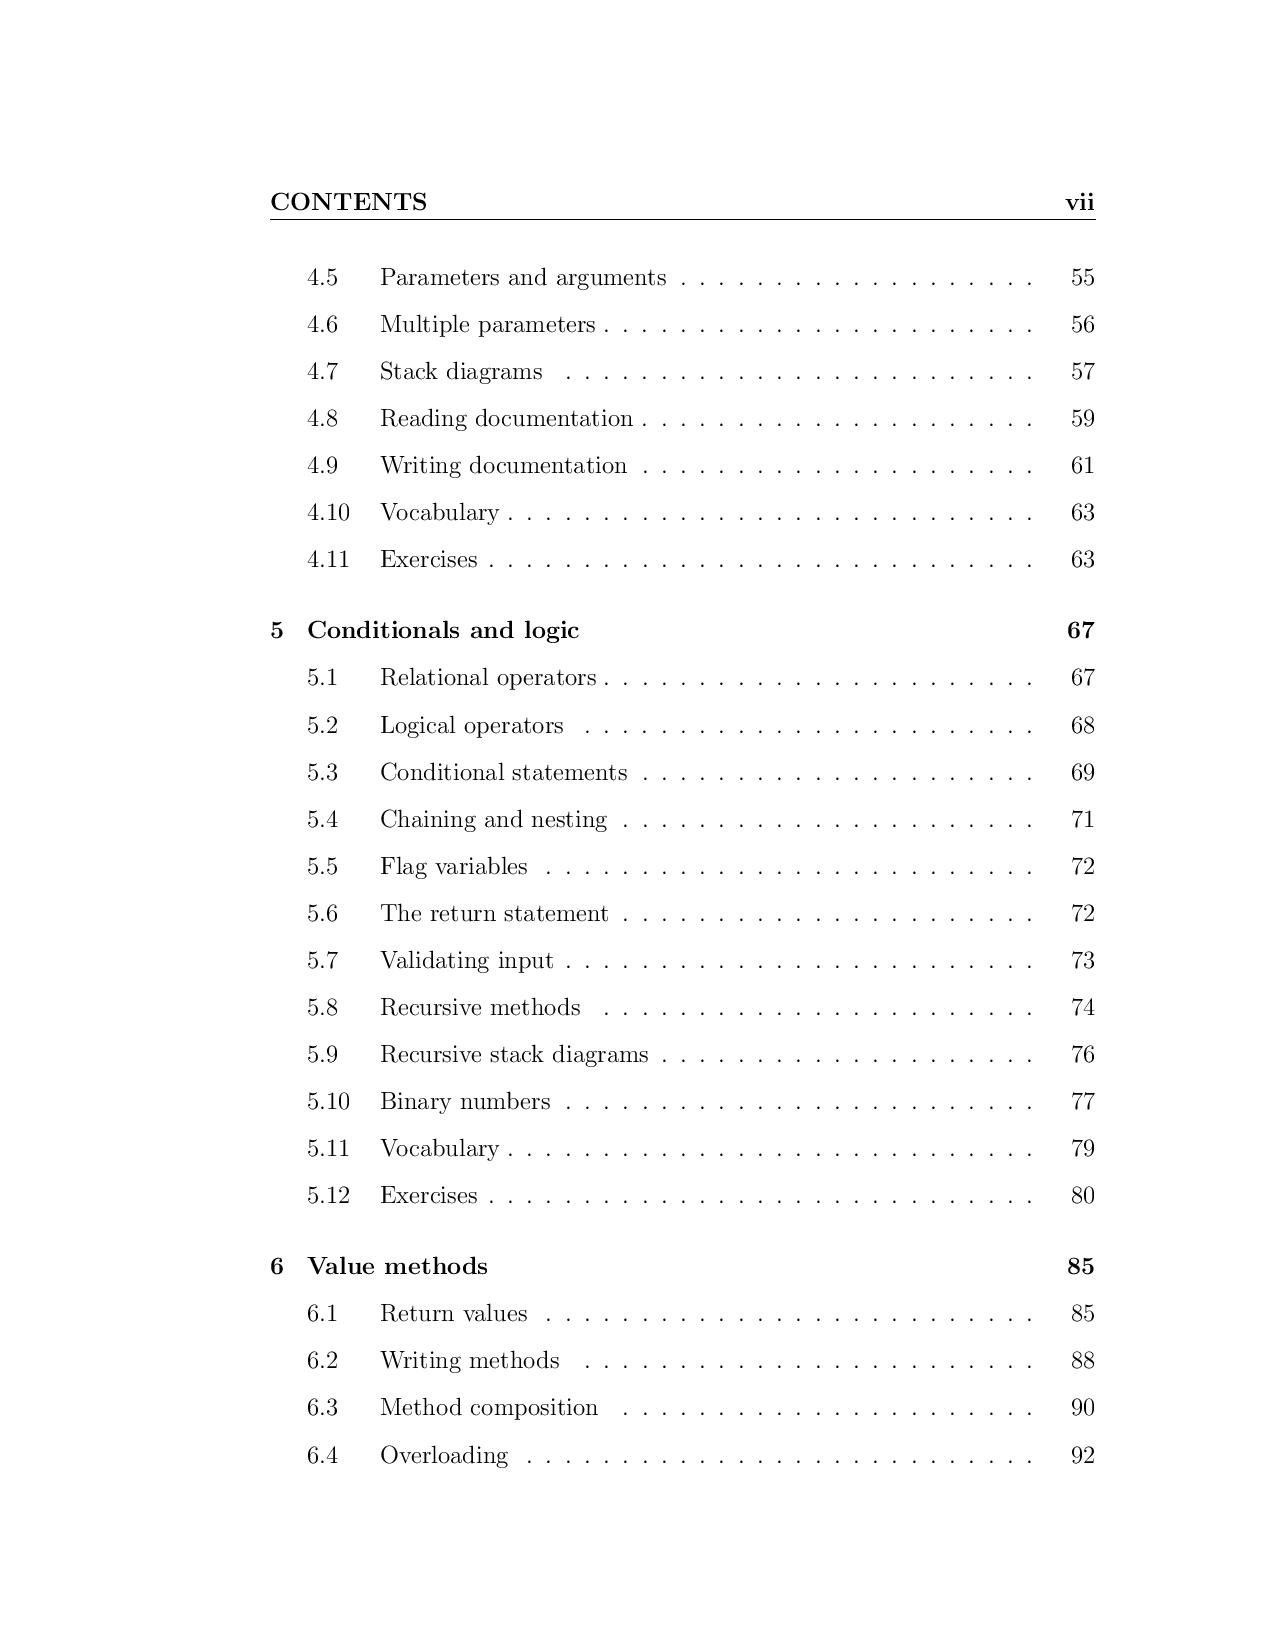 CONTENTS vii
4.5 Parameters and arguments . . . . . . . . . . . . . . . . . . . 55
4.6 Multiple parameters . . . . . . . . . . . . . . . . . . . . . . . 56
4.7 Stack diagrams . . . . . . . . . . . . . . . . . . . . . . . . . 57
4.8 Reading documentation . . . . . . . . . . . . . . . . . . . . . 59
4.9 Writing documentation . . . . . . . . . . . . . . . . . . . . . 61
4.10 Vocabulary . . . . . . . . . . . . . . . . . . . . . . . . . . . . 63
4.11 Exercises . . . . . . . . . . . . . . . . . . . . . . . . . . . . . 63
5 Conditionals and logic 67
5.1 Relational operators . . . . . . . . . . . . . . . . . . . . . . . 67
5.2 Logical operators . . . . . . . . . . . . . . . . . . . . . . . . 68
5.3 Conditional statements . . . . . . . . . . . . . . . . . . . . . 69
5.4 Chaining and nesting . . . . . . . . . . . . . . . . . . . . . . 71
5.5 Flag variables . . . . . . . . . . . . . . . . . . . . . . . . . . 72
5.6 The return statement . . . . . . . . . . . . . . . . . . . . . . 72
5.7 Validating input . . . . . . . . . . . . . . . . . . . . . . . . . 73
5.8 Recursive methods . . . . . . . . . . . . . . . . . . . . . . . 74
5.9 Recursive stack diagrams . . . . . . . . . . . . . . . . . . . . 76
5.10 Binary numbers . . . . . . . . . . . . . . . . . . . . . . . . . 77
5.11 Vocabulary . . . . . . . . . . . . . . . . . . . . . . . . . . . . 79
5.12 Exercises . . . . . . . . . . . . . . . . . . . . . . . . . . . . . 80
6 Value methods 85
6.1 Return values . . . . . . . . . . . . . . . . . . . . . . . . . . 85
6.2 Writing methods . . . . . . . . . . . . . . . . . . . . . . . . 88
6.3 Method composition . . . . . . . . . . . . . . . . . . . . . . 90
6.4 Overloading . . . . . . . . . . . . . . . . . . . . . . . . . . . 92